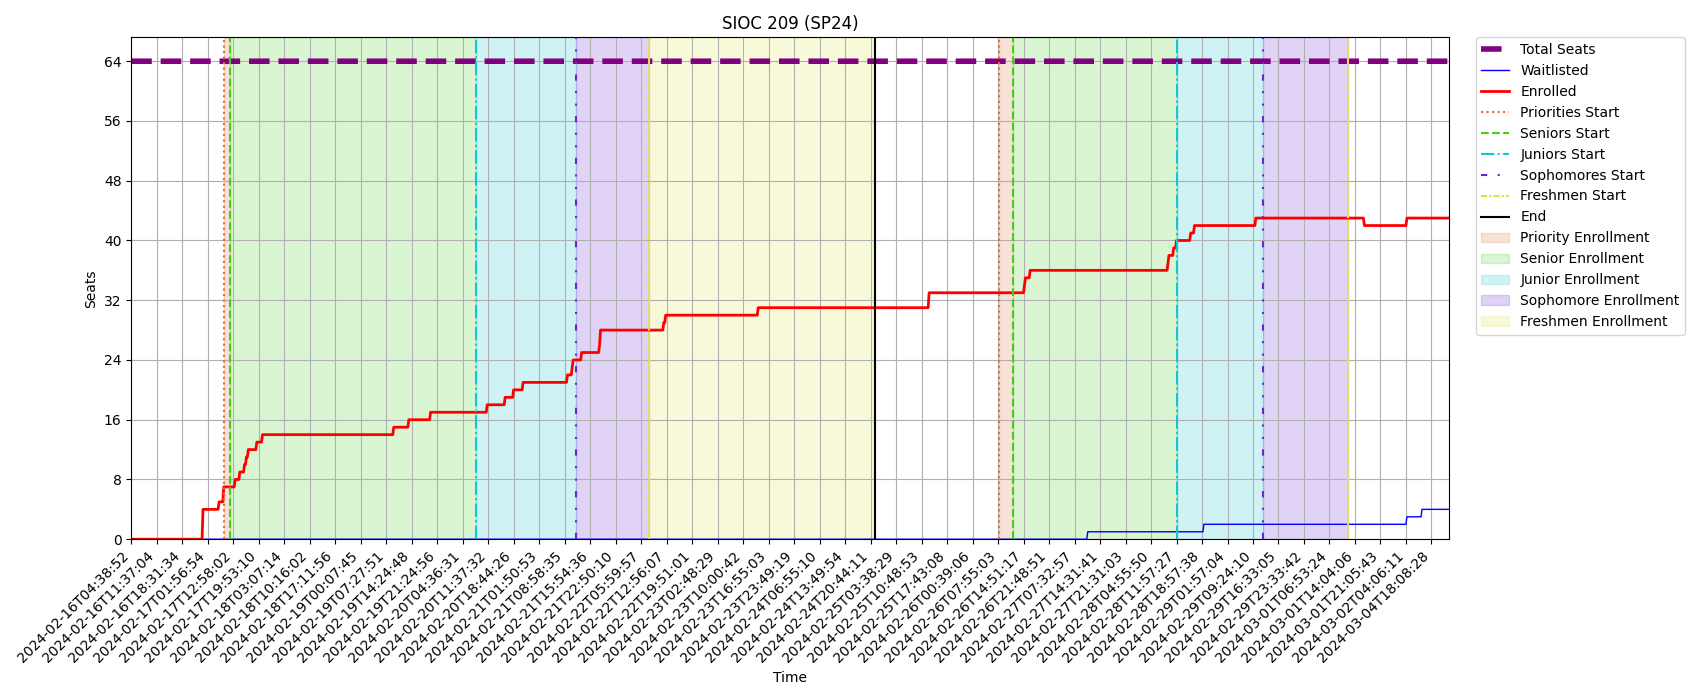 SIOC 209 (SP24)
Seats
64
56
48
40
32
24
16
8
0
2024-02-16T04:38:52
2024-02-16T11:37:04
2024-02-16T18:31:34
2024-02-17T01:56:54
2024-02-17T12:58:02
2024-02-17T19:53:10
2024-02-18T03:07:14
2024-02-18T10:16:02
2024-02-18T17:11:56
2024-02-19T00:07:45
2024-02-19T07:27:51
2024-02-19T14:24:48
2024-02-19T21:24:56
2024-02-20T04:36:31
2024-02-20T11:37:32
2024-02-20T18:44:26
2024-02-21T01:50:53
2024-02-21T08:58:35
2024-02-21T15:54:36
2024-02-21T22:50:10
2024-02-22T05:59:57
2024-02-22T12:56:07
2024-02-22T19:51:01
2024-02-23T02:48:29
2024-02-23T10:00:42
2024-02-23T16:55:03
2024-02-23T23:49:19
2024-02-24T06:55:10
2024-02-24T13:49:54
2024-02-24T20:44:11
2024-02-25T03:38:29
2024-02-25T10:48:53
2024-02-25T17:43:08
2024-02-26T00:39:06
2024-02-26T07:55:03
2024-02-26T14:51:17
2024-02-26T21:48:51
2024-02-27T07:32:57
2024-02-27T14:31:41
2024-02-27T21:31:03
2024-02-28T04:55:50
2024-02-28T11:57:27
2024-02-28T18:57:38
2024-02-29T01:57:04
2024-02-29T09:24:10
2024-02-29T16:33:05
2024-02-29T23:33:42
2024-03-01T06:53:24
2024-03-01T14:04:06
2024-03-01T21:05:43
2024-03-02T04:06:11
2024-03-04T18:08:28
Time
Total Seats
Waitlisted
Enrolled
Priorities Start
Seniors Start
Juniors Start
Sophomores Start
Freshmen Start
End
Priority Enrollment
Senior Enrollment
Junior Enrollment
Sophomore Enrollment
Freshmen Enrollment